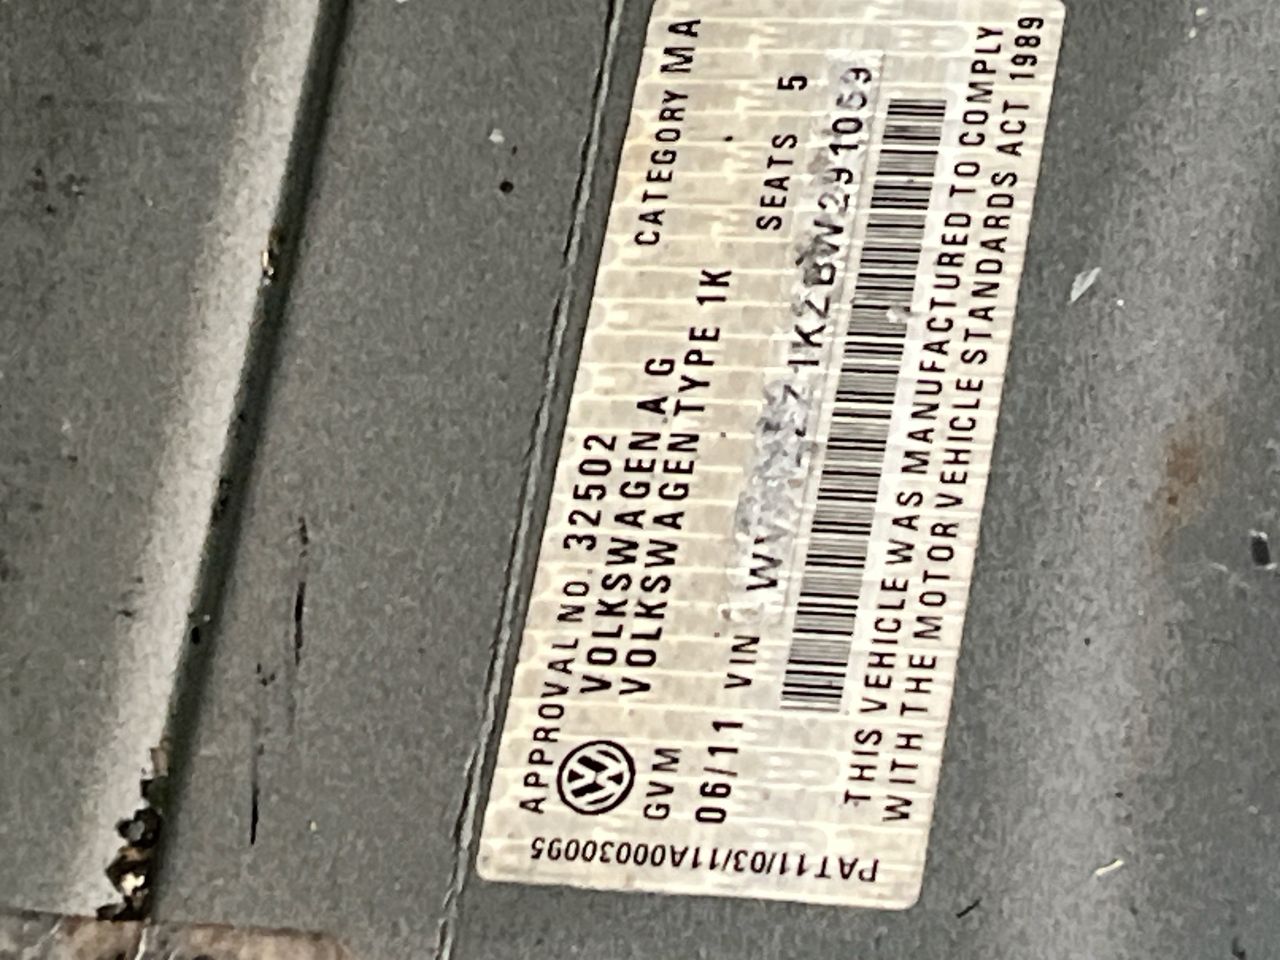 APPROVAL NO. 32502 CATEGORY MA
VOLKSWAGEN A G
VOLKSWAGEN TYPE 1K
GVM SEATS 5
06/11 VIN
THIS VEHICLE WAS MANUFACTURED TO COMPLY
WITH THE MOTOR VEHICLE STANDARDS ACT 1989
PAT11/03/11A00030095